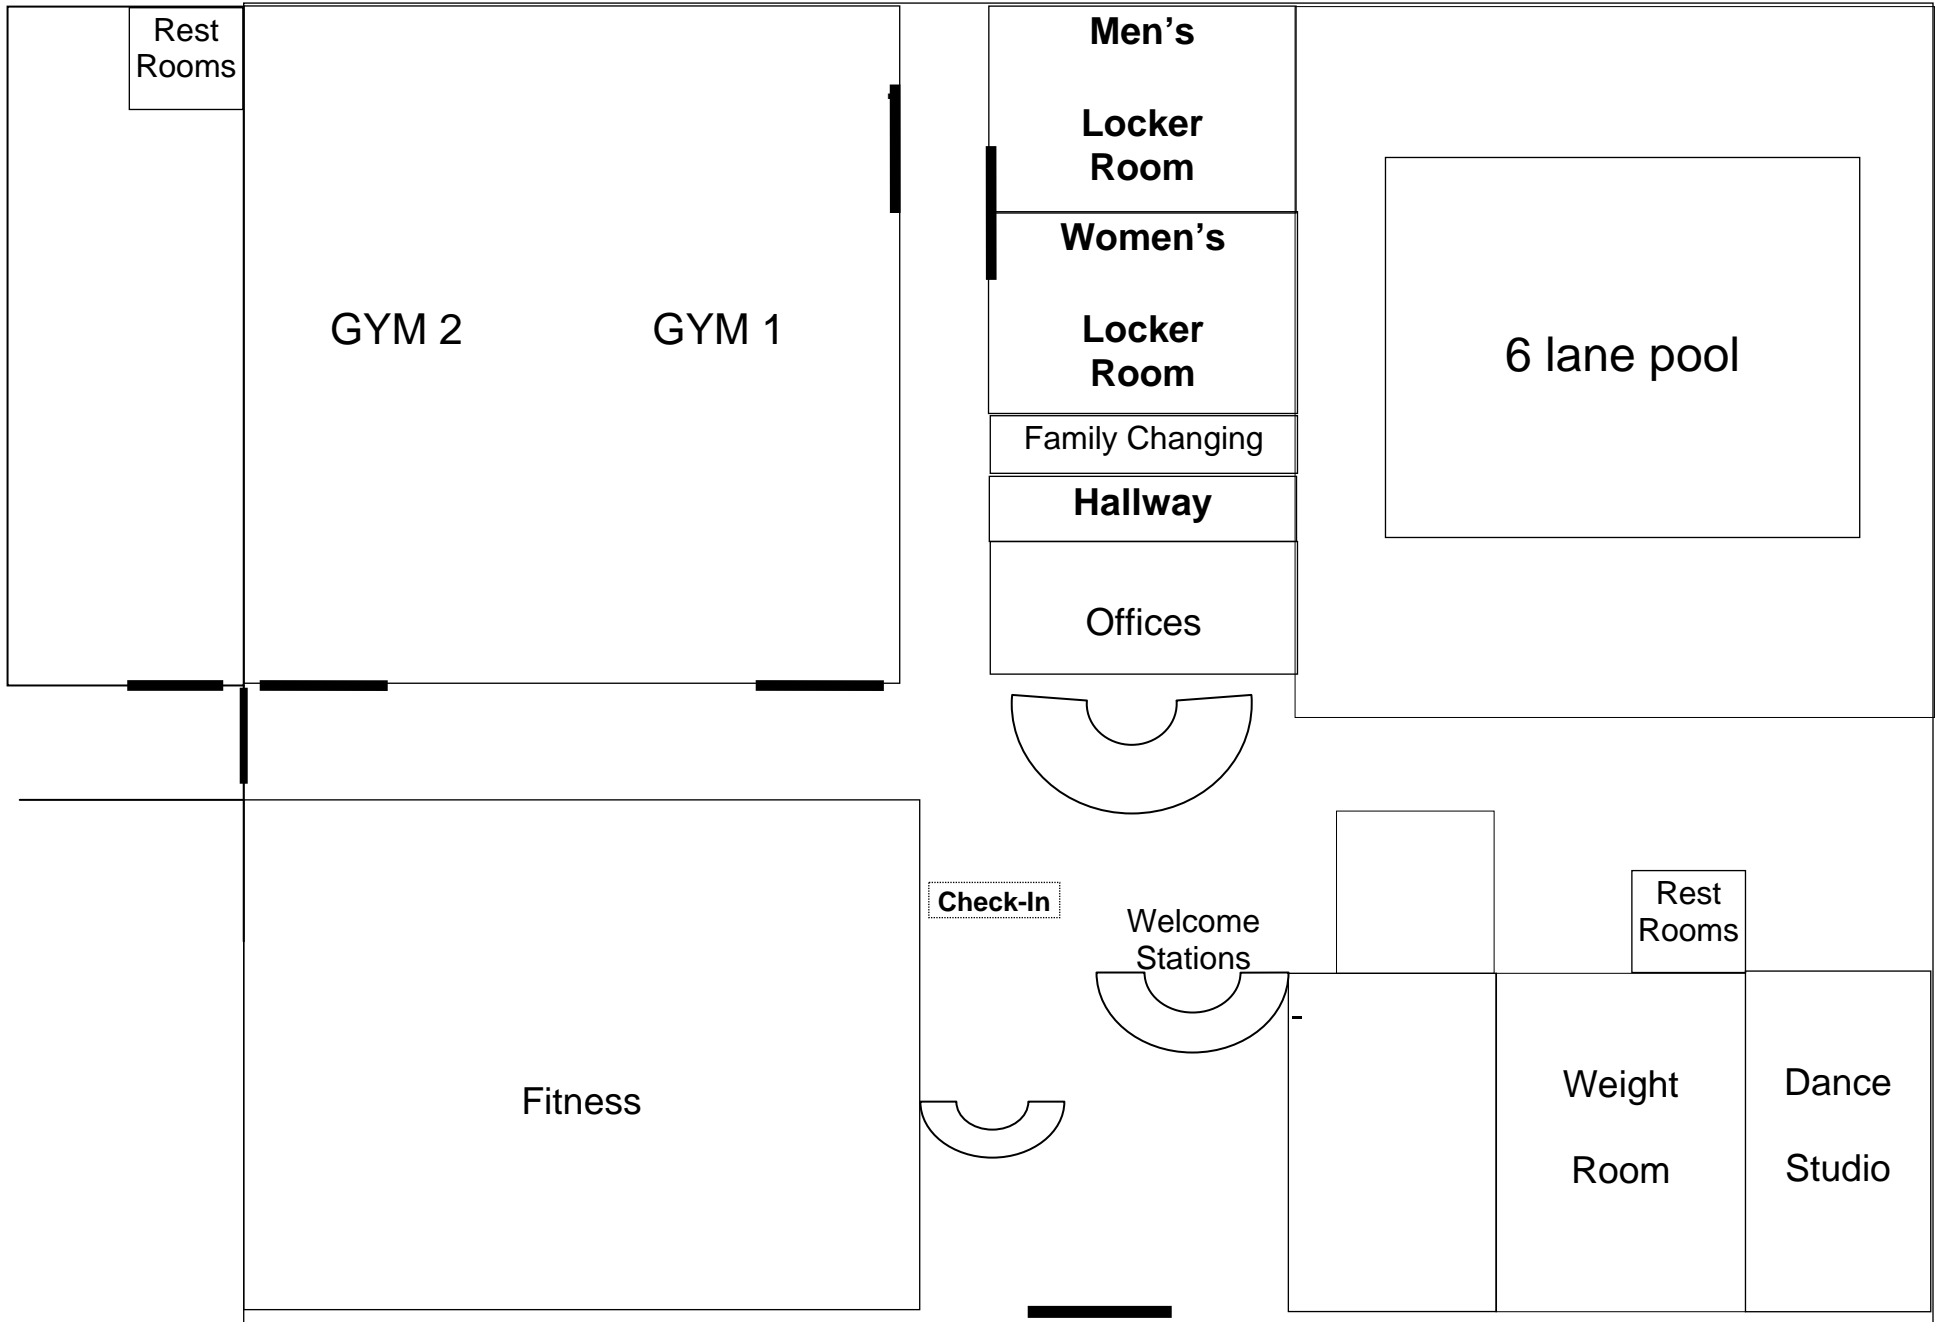 Rest
Rooms
GYM 2
GYM 1
Men’s
Locker
Room
Women’s
Locker
Room
Family Changing
Hallway
Offices
6 lane pool
Check-In
Welcome
Stations
Rest
Rooms
Fitness
Weight
Room
Dance
Studio